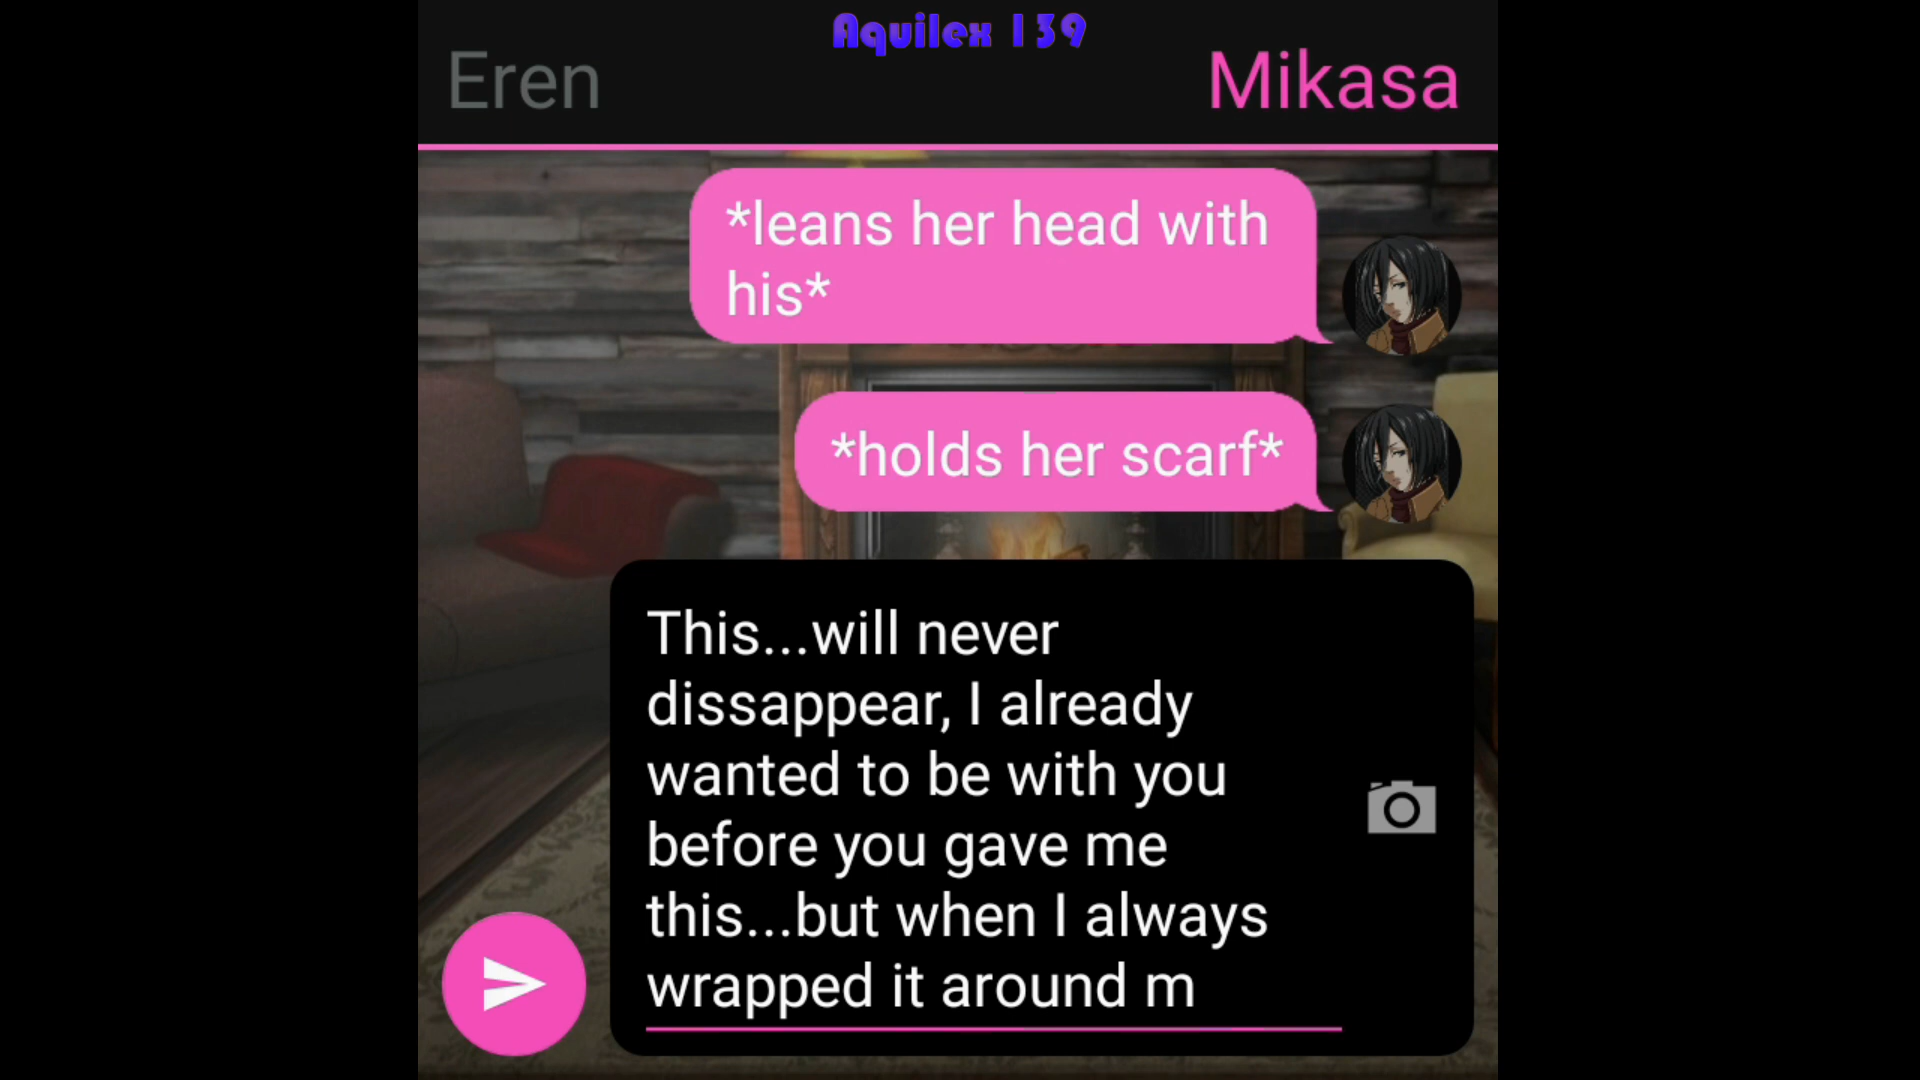 Aquilex 139
Eren
Mikasa
*leans her head with
his*
*holds her scarf*
This...will never
dissappear, I already
wanted to be with you
before you gave me
this...but when I always
wrapped it around m